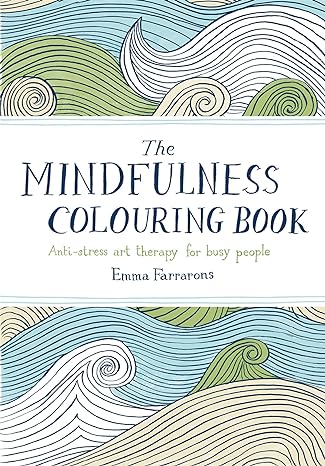 The
MINDFULNESS
COLOURING BOOK
Anti-stress art therapy for busy people
Emma Farrarons